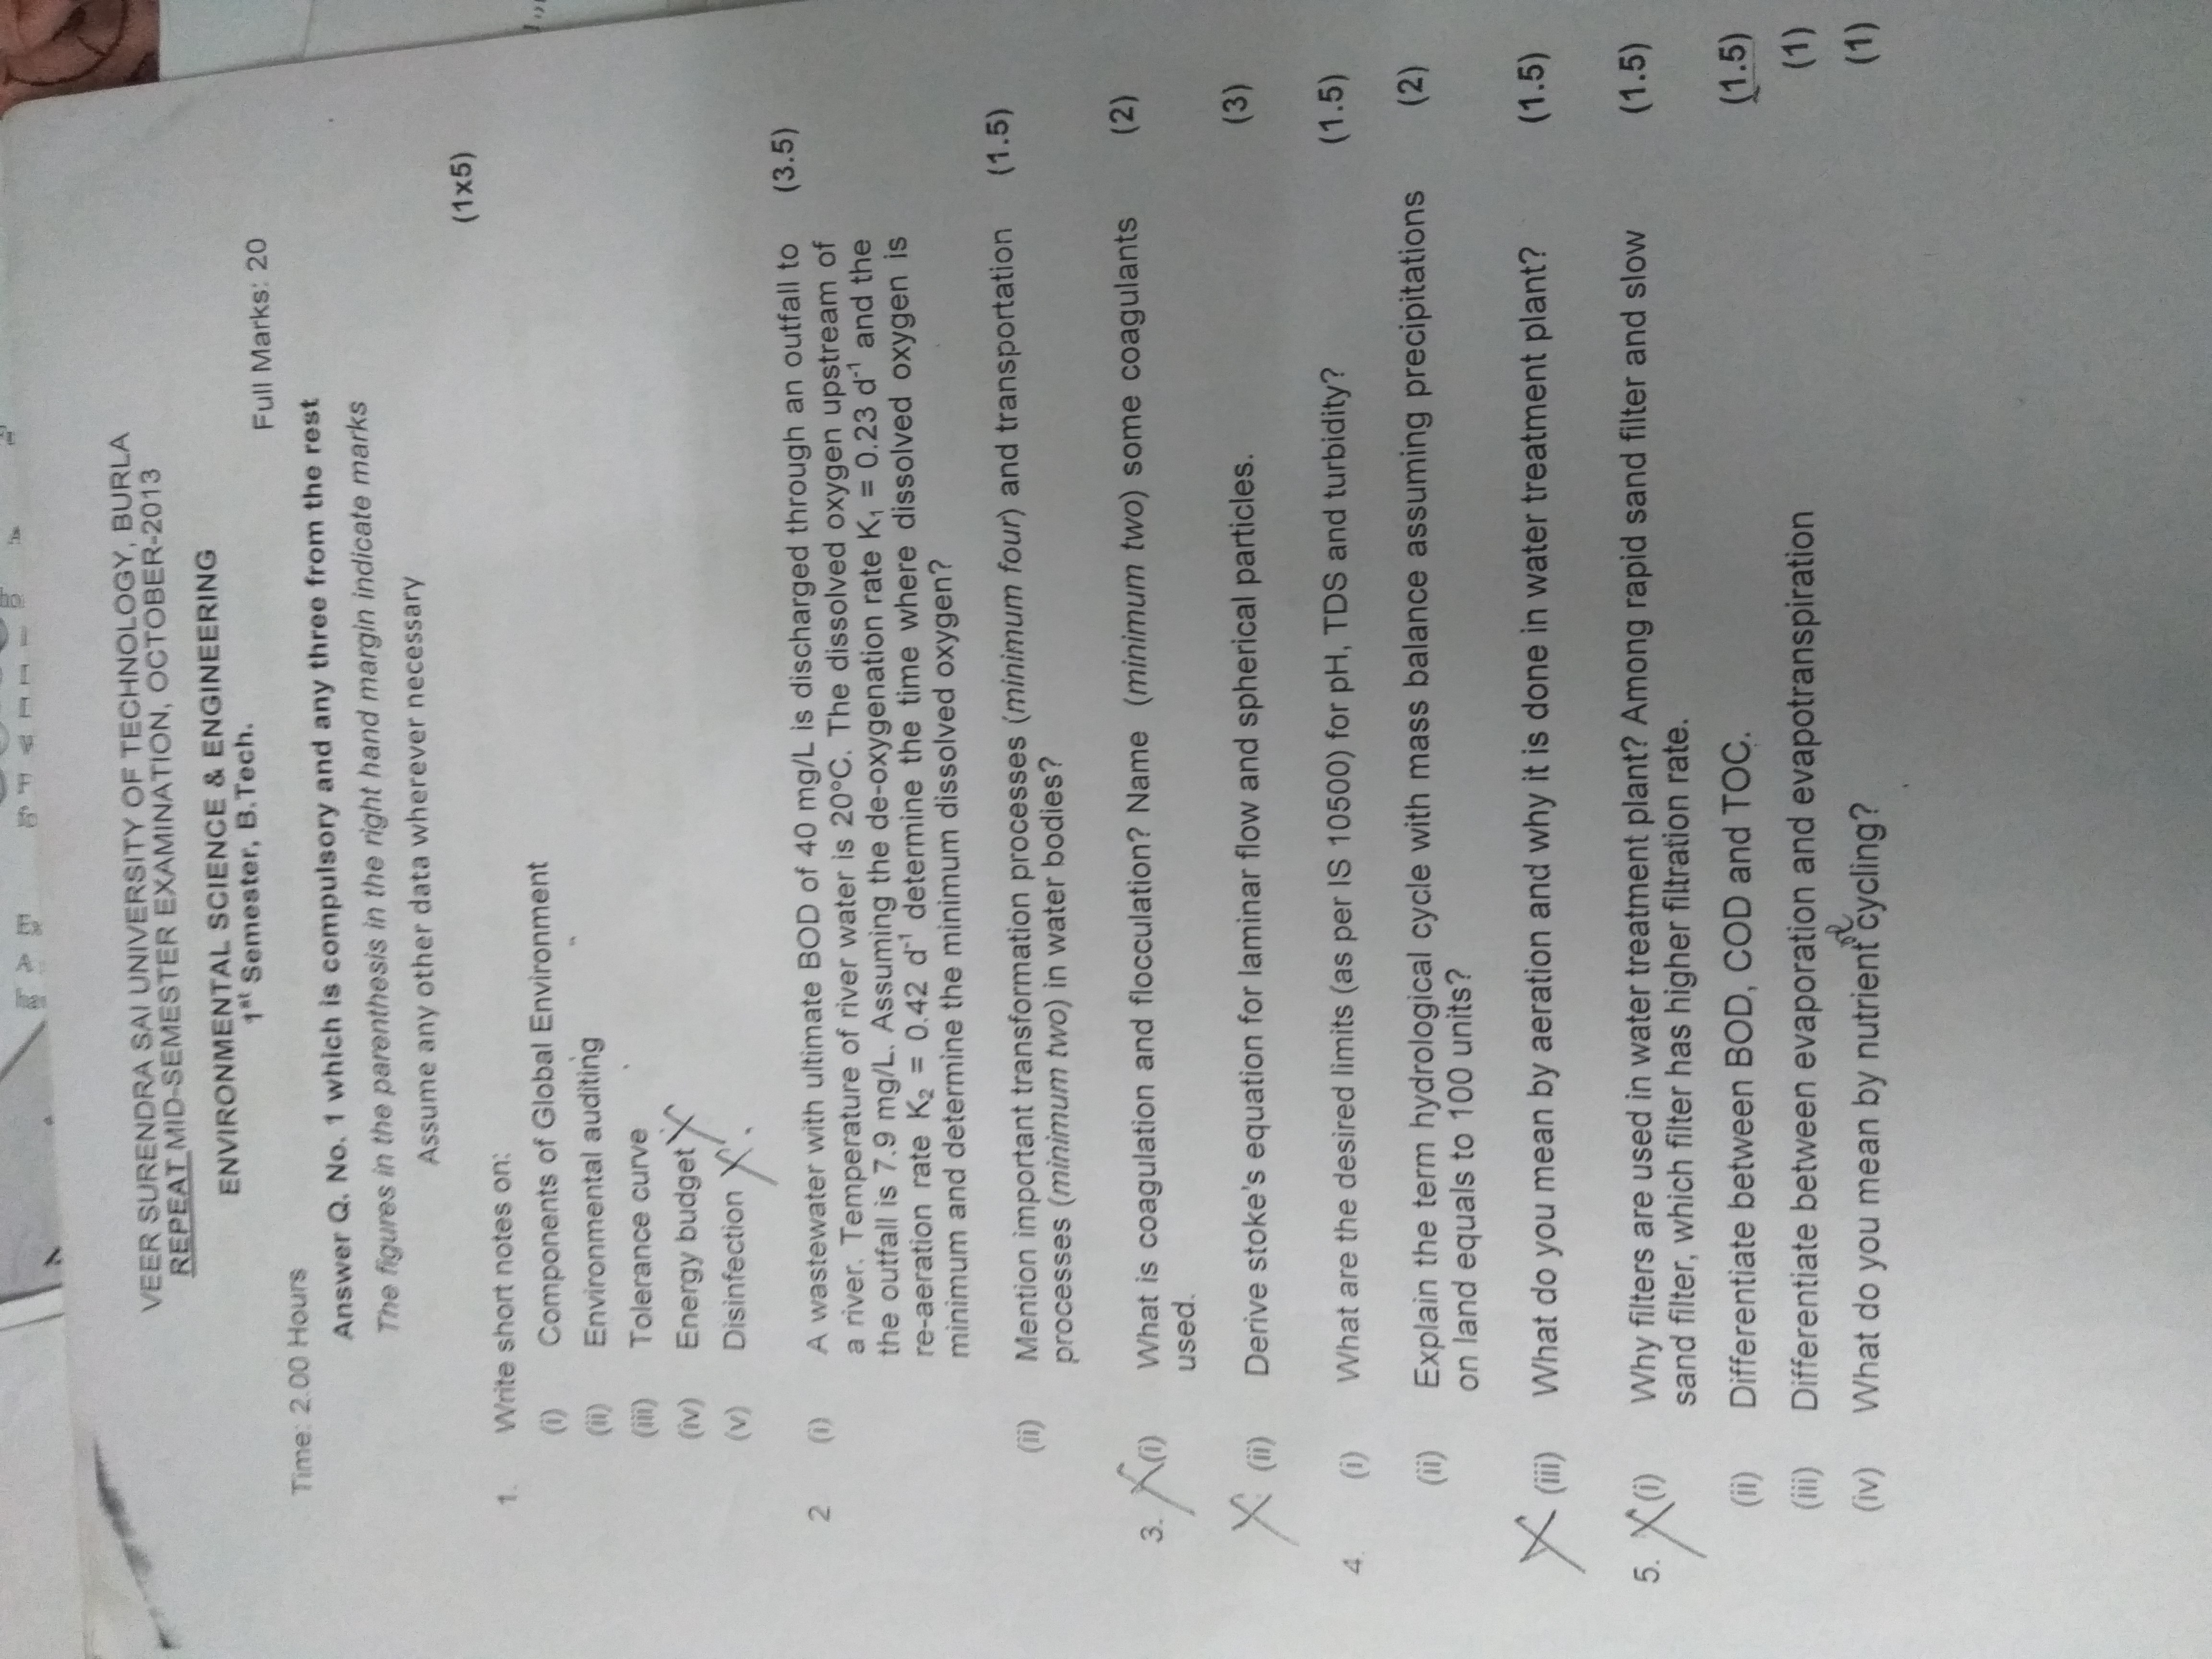 VEER SURENDRA SAI UNIVERSITY OF TECHNOLOGY, BURLA
REPEAT MID-SEMESTER EXAMINATION, OCTOBER-2013
ENVIRONMENTAL SCIENCE & ENGINEERING
1st Semester, B.Tech.
Time: 2.00 Hours Full Marks: 20
Answer Q. No. 1 which is compulsory and any three from the rest
The figures in the parenthesis in the right hand margin indicate marks
Assume any other data wherever necessary
1. Write short notes on: (1x5)
(i) Components of Global Environment
(ii) Environmental auditing
(iii) Tolerance curve
(iv) Energy budget
(v) Disinfection
2 (i) A wastewater with ultimate BOD of 40 mg/L is discharged through an outfall to (3.5)
a river. Temperature of river water is 20°C. The dissolved oxygen upstream of
the outfall is 7.9 mg/L. Assuming the de-oxygenation rate K1 = 0.23 d-1 and the
re-aeration rate K2 = 0.42 d-1 determine the time where dissolved oxygen is
minimum and determine the minimum dissolved oxygen?
(ii) Mention important transformation processes (minimum four) and transportation (1.5)
processes (minimum two) in water bodies?
3. (i) What is coagulation and flocculation? Name (minimum two) some coagulants (2)
used.
(ii) Derive stoke's equation for laminar flow and spherical particles. (3)
4. (i) What are the desired limits (as per IS 10500) for pH, TDS and turbidity? (1.5)
(ii) Explain the term hydrological cycle with mass balance assuming precipitations (2)
on land equals to 100 units?
(iii) What do you mean by aeration and why it is done in water treatment plant? (1.5)
5. (i) Why filters are used in water treatment plant? Among rapid sand filter and slow (1.5)
sand filter, which filter has higher filtration rate.
(ii) Differentiate between BOD, COD and TOC. (1.5)
(iii) Differentiate between evaporation and evapotranspiration (1)
(iv) What do you mean by nutrient cycling? (1)